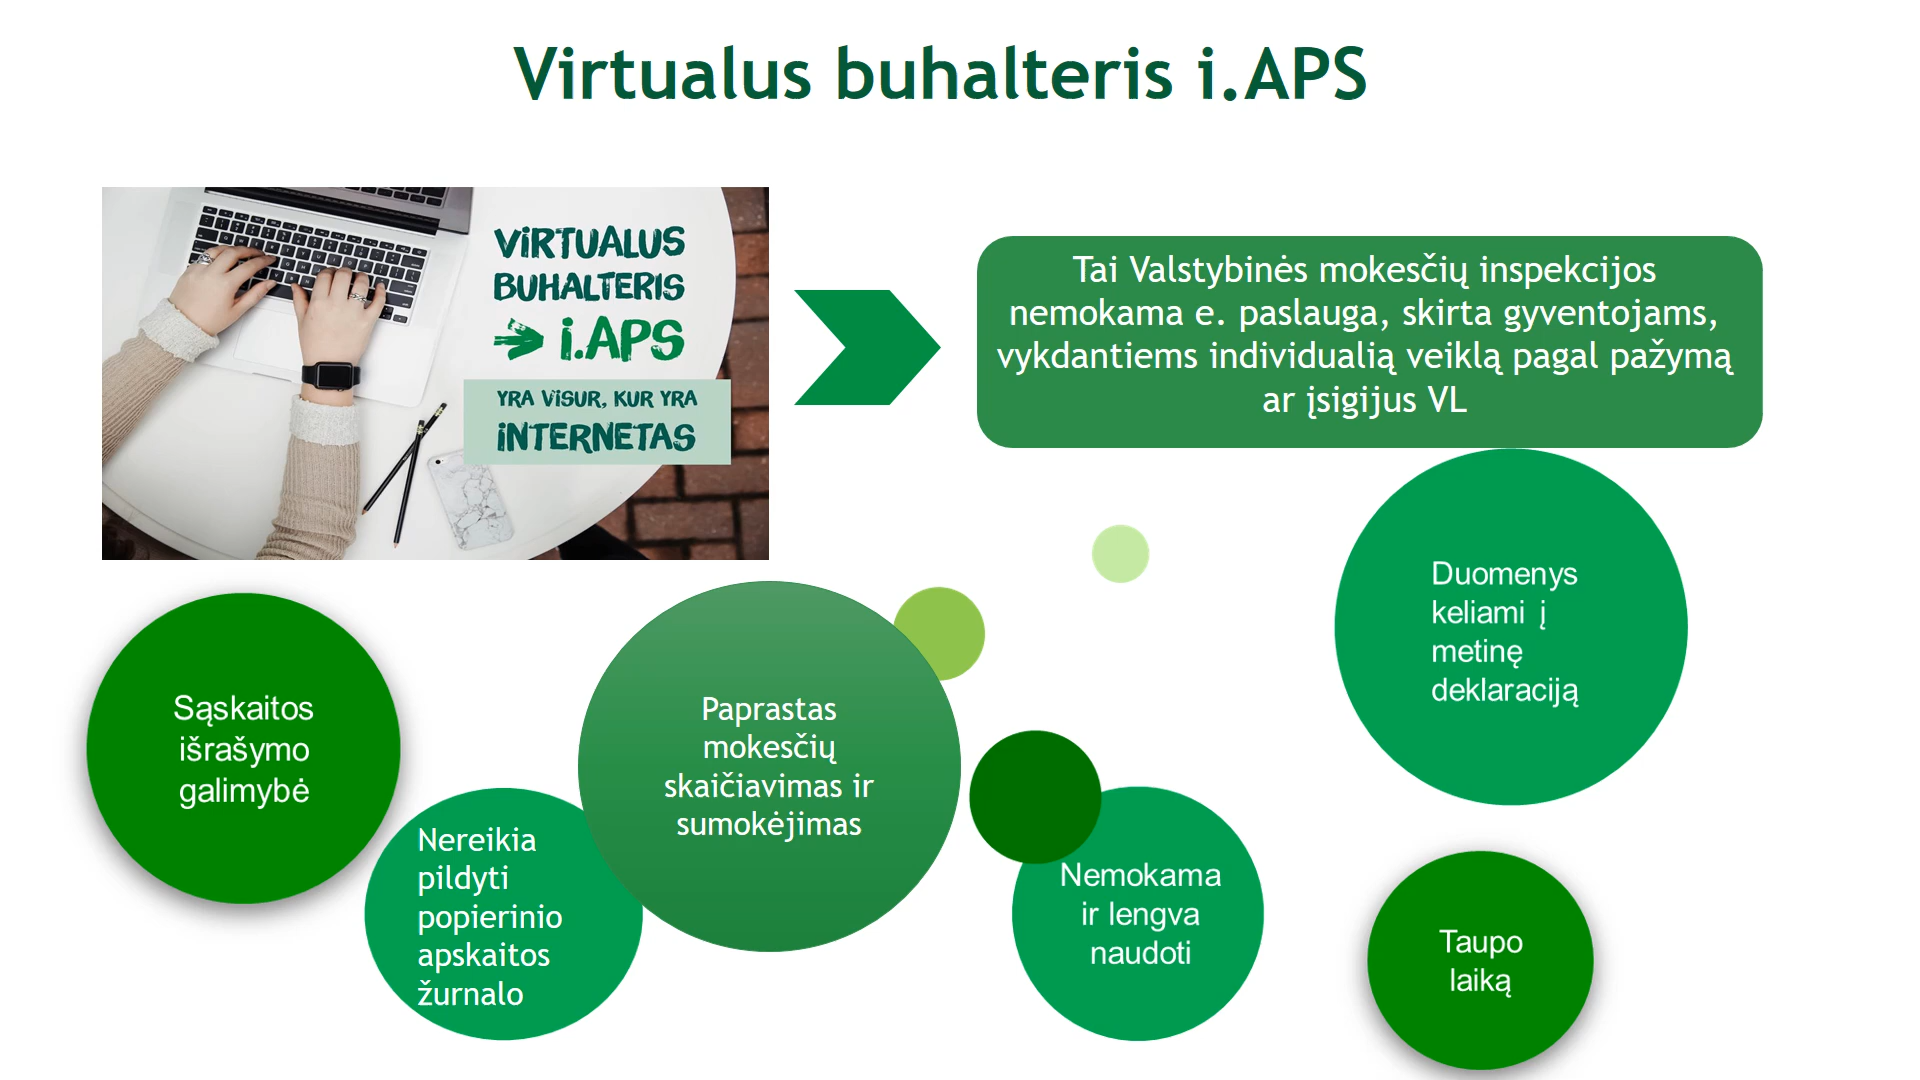 Virtualus buhalteris i.APS
VIRTUALUS
BUHALTERIS
i.APS
YRA VISUR, KUR YRA
INTERNETAS
Tai Valstybinės mokesčių inspekcijos
nemokama e. paslauga, skirta gyventojams,
vykdantiems individualią veiklą pagal pažymą
ar įsigijus VL
Sąskaitos
išrašymo
galimybė
Nereikia
pildyti
popierinio
apskaitos
žurnalo
Paprastas
mokesčių
skaičiavimas ir
sumokėjimas
Nemokama
ir lengva
naudoti
Duomenys
keliami į
metinę
deklaraciją
Taupo
laiką